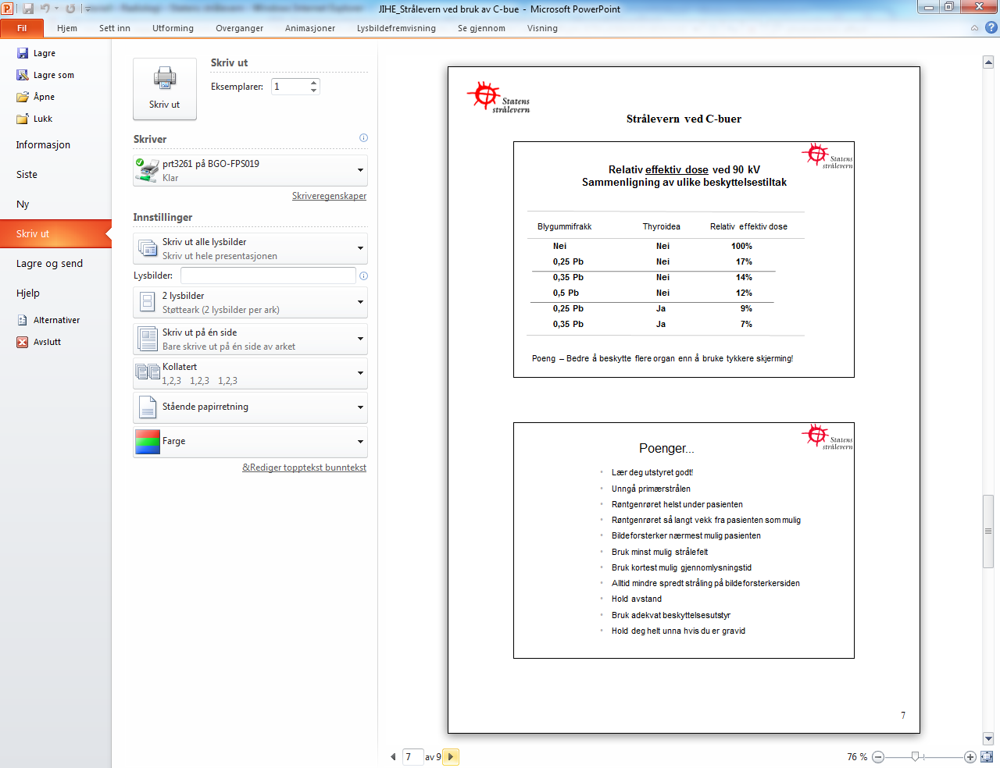 JIHE_Strålevern ved bruk av C-bue - Microsoft PowerPoint
Fil Hjem Sett inn Utforming Overganger Animasjoner Lysbildefremvisning Se gjennom Visning
Lagre
Lagre som
Åpne
Lukk
Informasjon
Siste
Ny
Skriv ut
Lagre og send
Hjelp
Alternativer
Avslutt
Skriv ut
Skriv ut
Eksemplarer: 1
Skriver
prt3261 på BGO-FPS019
Klar
Skriveregenskaper
Innstillinger
Skriv ut alle lysbilder
Skriv ut hele presentasjonen
Lysbilder:
2 lysbilder
Støtteark (2 lysbilder per ark)
Skriv ut på én side
Bare skrive ut på én side av arket
Kollatert
1,2,3 1,2,3 1,2,3
Stående papirretning
Farge
&Rediger topptekst bunntekst
Statens
strålevern
Strålevern ved C-buer
Statens
strålevern
Relativ effektiv dose ved 90 kV
Sammenligning av ulike beskyttelsestiltak
Blygummifrakk Thyroidea Relativ effektiv dose
Nei Nei 100%
0,25 Pb Nei 17%
0,35 Pb Nei 14%
0,5 Pb Nei 12%
0,25 Pb Ja 9%
0,35 Pb Ja 7%
Poeng – Bedre å beskytte flere organ enn å bruke tykkere skjerming!
Statens
strålevern
Poenger...
• Lær deg utstyret godt!
• Unngå primærstrålen
• Røntgenrøret helst under pasienten
• Røntgenrøret så langt vekk fra pasienten som mulig
• Bildeforsterker nærmest mulig pasienten
• Bruk minst mulig strålefelt
• Bruk kortest mulig gjennomlysningstid
• Alltid mindre spredt stråling på bildeforsterkersiden
• Hold avstand
• Bruk adekvat beskyttelsesutstyr
• Hold deg helt unna hvis du er gravid
7
7 av 9
76 %